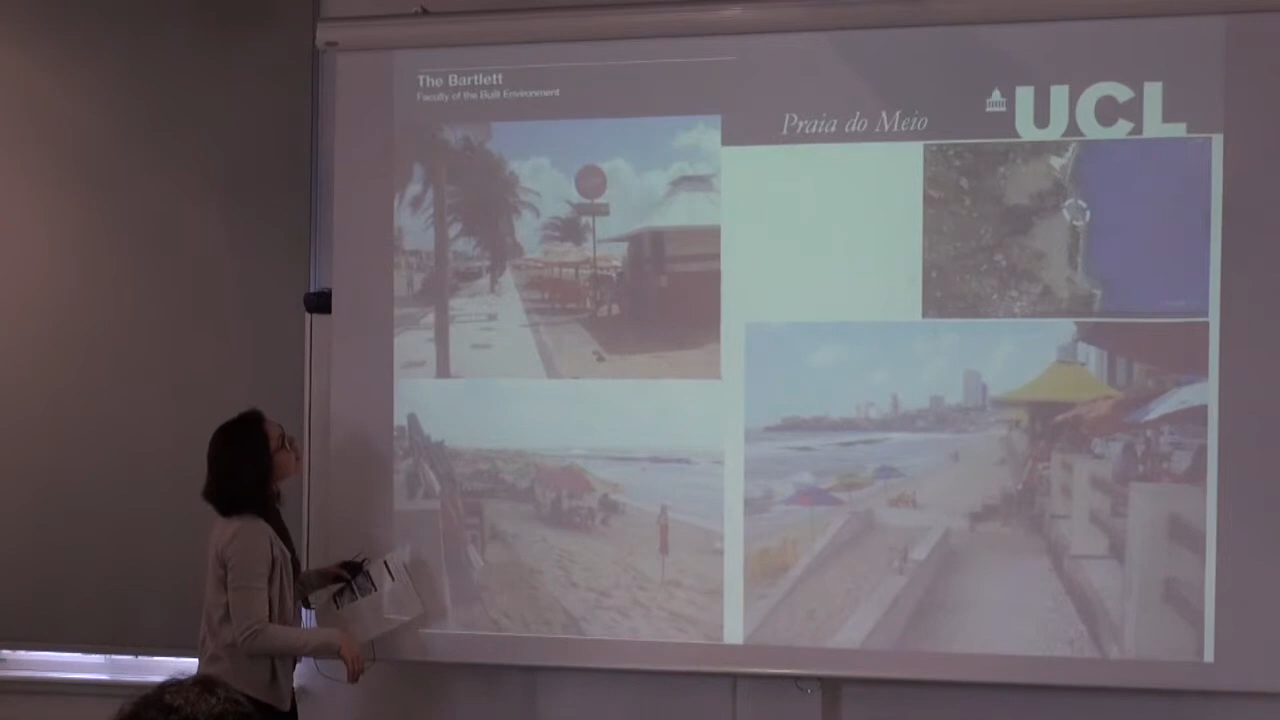 The Bartlett
Faculty of the Built Environment
Praia do Meio
UCL